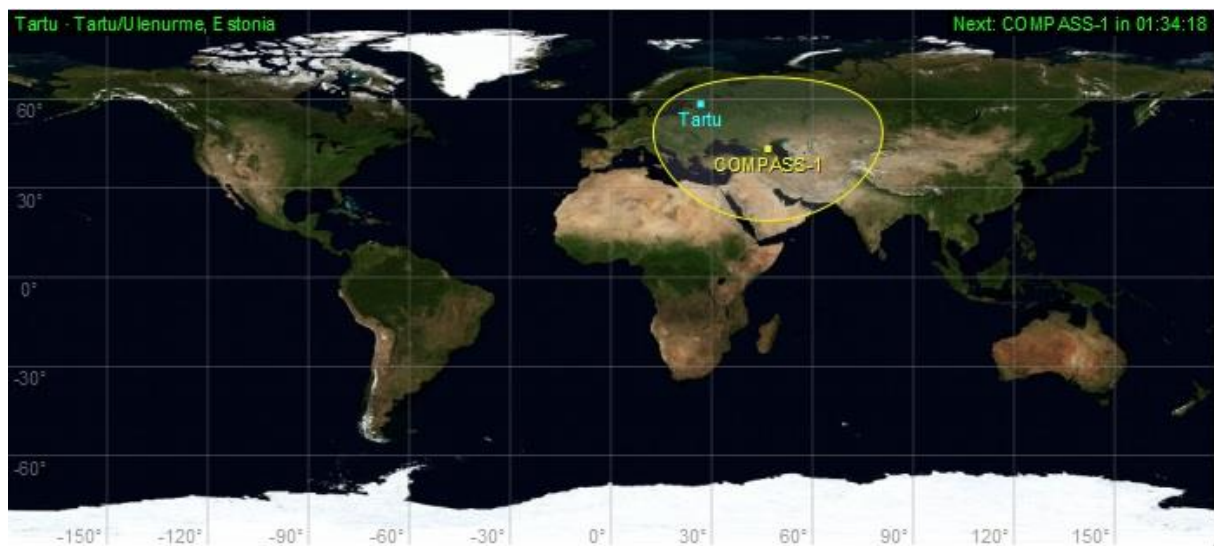 Tartu - Tartu/Ulenurme, Estonia
Next: COMPASS-1 in 01:34:18
60°
Tartu
COMPASS-1
30°
0°
-30°
-60°
-150° -120° -90° -60° -30° 0° 30° 60° 90° 120° 150°